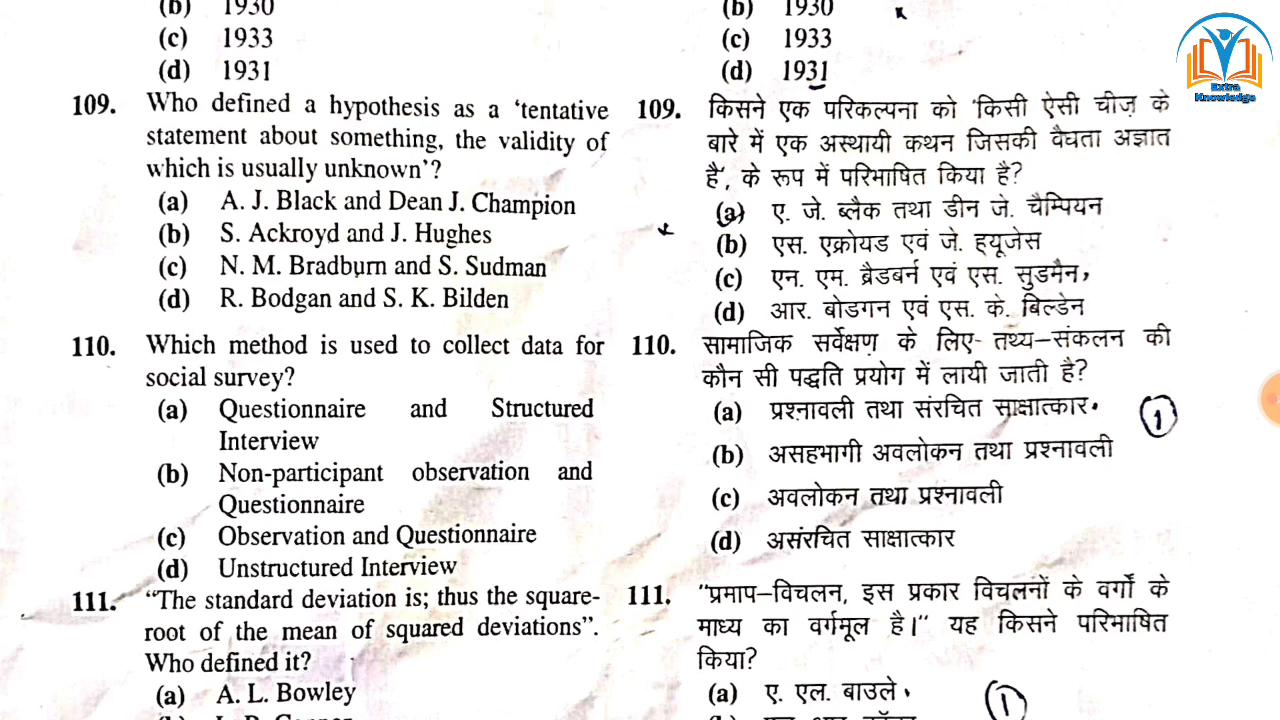 (b) 1930
(c) 1933
(d) 1931
109. Who defined a hypothesis as a 'tentative
statement about something, the validity of
which is usually unknown'?
(a) A. J. Black and Dean J. Champion
(b) S. Ackroyd and J. Hughes
(c) N. M. Bradburn and S. Sudman
(d) R. Bodgan and S. K. Bilden
110. Which method is used to collect data for
social survey?
(a) Questionnaire and Structured
Interview
(b) Non-participant observation and
Questionnaire
(c) Observation and Questionnaire
(d) Unstructured Interview
111. "The standard deviation is; thus the square-
root of the mean of squared deviations".
Who defined it?
(a) A. L. Bowley
(b) 1930
(c) 1933
(d) 1931
109. किसने एक परिकल्पना को 'किसी ऐसी चीज़ के
बारे में एक अस्थायी कथन जिसकी वैघता अज्ञात
है', के रूप में परिभाषित किया है?
(a) ए. जे. ब्लैक तथा डीन जे. चैम्पियन
(b) एस. एक्रोयड एवं जे. ह्यूजेस
(c) एन. एम. ब्रैडबर्न एवं एस. सुडमैन
(d) आर. बोडगन एवं एस. के. बिल्डेन
110. सामाजिक सर्वेक्षण के लिए तथ्य–संकलन की
कौन सी पद्धति प्रयोग में लायी जाती है?
(a) प्रश्नावली तथा संरचित साक्षात्कार
1
(b) असहभागी अवलोकन तथा प्रश्नावली
(c) अवलोकन तथा प्रश्नावली
(d) असंरचित साक्षात्कार
111. "प्रमाप–विचलन, इस प्रकार विचलनों के वर्गों के
माध्य का वर्गमूल है।" यह किसने परिभाषित
किया?
(a) ए. एल. बाउले
1
Extra
Knowledge